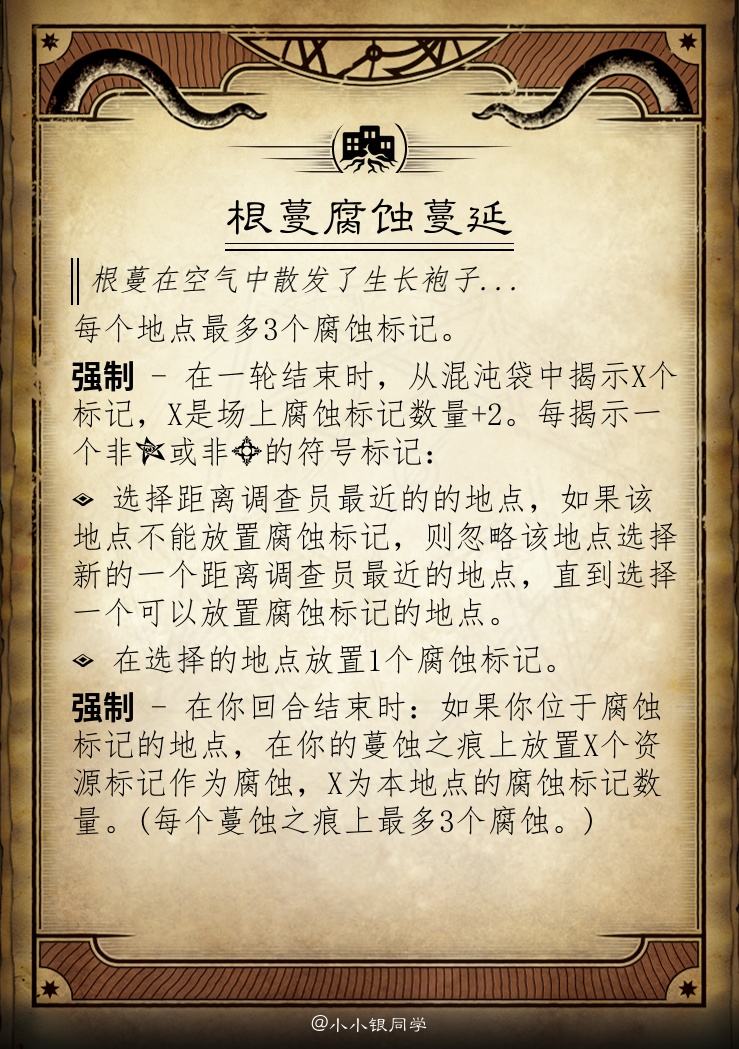 根蔓腐蚀蔓延
根蔓在空气中散发了生长袍子...
每个地点最多3个腐蚀标记。
强制 - 在一轮结束时，从混沌袋中揭示X个
标记，X是场上腐蚀标记数量+2。每揭示一
个非或非的符号标记：
选择距离调查员最近的的地点，如果该
地点不能放置腐蚀标记，则忽略该地点选择
新的一个距离调查员最近的地点，直到选择
一个可以放置腐蚀标记的地点。
在选择的地点放置1个腐蚀标记。
强制 - 在你回合结束时：如果你位于腐蚀
标记的地点，在你的蔓蚀之痕上放置X个资
源标记作为腐蚀，X为本地点的腐蚀标记数
量。(每个蔓蚀之痕上最多3个腐蚀。)
@小小银同学